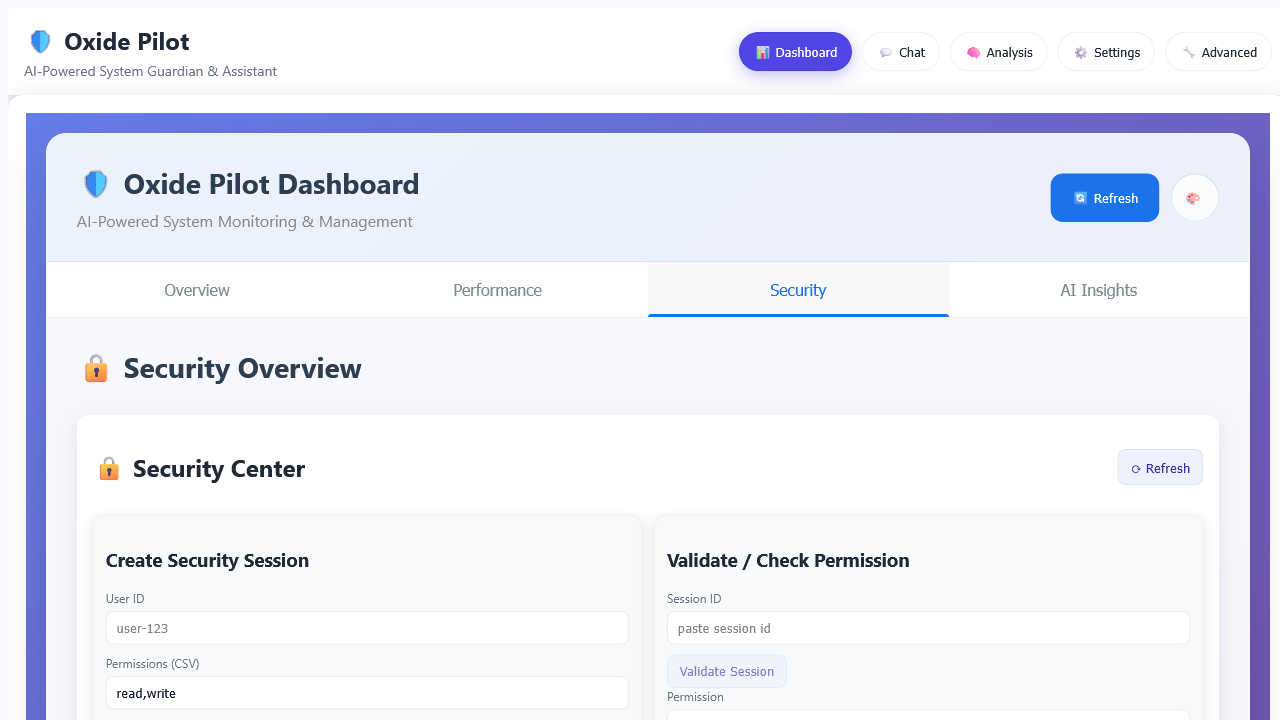 Oxide Pilot
AI-Powered System Guardian & Assistant
Dashboard
Chat
Analysis
Settings
Advanced
Oxide Pilot Dashboard
AI-Powered System Monitoring & Management
Refresh
Overview
Performance
Security
AI Insights
Security Overview
Security Center
⟳ Refresh
Create Security Session
User ID
user-123
Permissions (CSV)
read,write
Validate / Check Permission
Session ID
paste session id
Validate Session
Permission